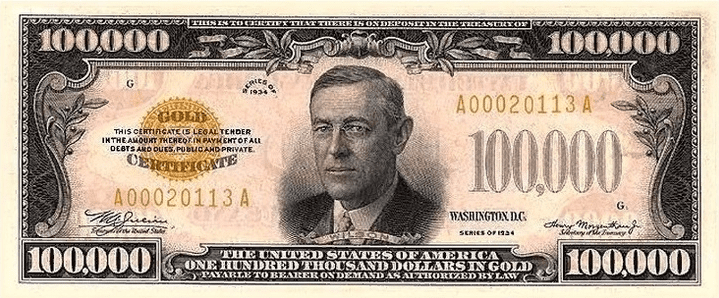 THIS IS TO CERTIFY THAT THERE IS ON DEPOSIT IN THE TREASURY OF
100,000
100,000
G
SERIES OF
1934
GOLD
THIS CERTIFICATE IS LEGAL TENDER
IN THE AMOUNT THEREOF IN PAYMENT OF ALL
DEBTS AND DUES, PUBLIC AND PRIVATE.
CERTIFICATE
A00020113A
100,000
A00020113A
WASHINGTON, D.C.
G
SERIES OF 1934
Treasurer of the United States
Henry Morgenthau Jr.
Secretary of the Treasury
100,000
THE UNITED STATES OF AMERICA
ONE HUNDRED THOUSAND DOLLARS IN GOLD
PAYABLE TO BEARER ON DEMAND AS AUTHORIZED BY LAW
100,000